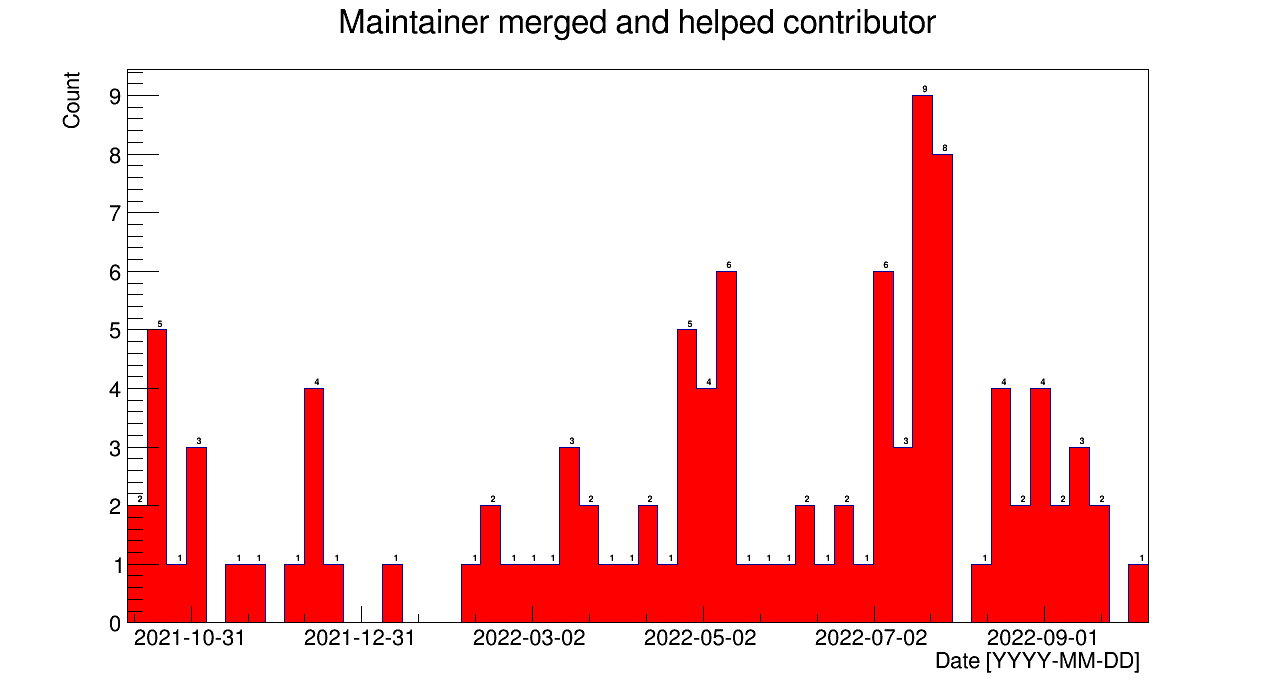 Maintainer merged and helped contributor
Count
9
9
8
8
7
6 6
6
5 5
5
4 4 4 4
4
3 3 3 3
3
2 2 2 2 2 2 2 2 2
2
1 1 1 1 1 1 1 1 1 1 1 1 1 1 1 1 1 1 1 1
1
0
2021-10-31 2021-12-31 2022-03-02 2022-05-02 2022-07-02 2022-09-01
Date [YYYY-MM-DD]